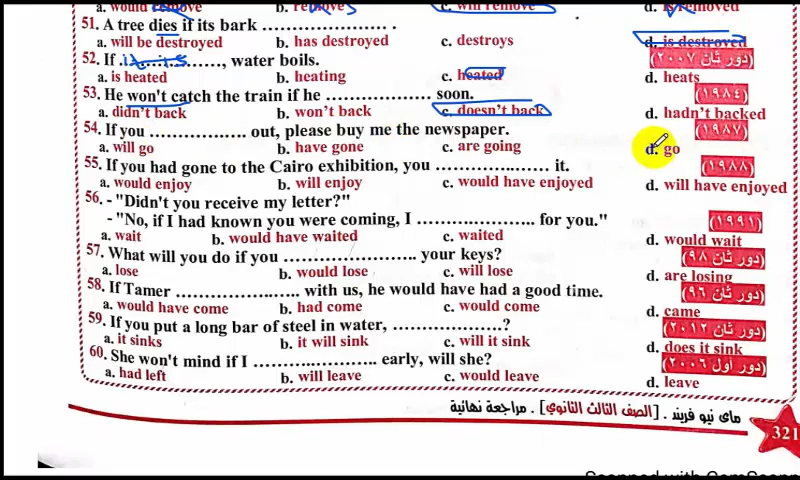 a. would remove b. removes c. will remove d. is removed
51. A tree dies if its bark ........................ .
a. will be destroyed b. has destroyed c. destroys d. is destroyed
52. If it is ........, water boils. (دور ثان ٢٠٠٧)
a. is heated b. heating c. heated d. heats
53. He won't catch the train if he .................... soon. (١٩٨٤)
a. didn't back b. won't back c. doesn't back d. hadn't backed
54. If you .................. out, please buy me the newspaper. (١٩٨٧)
a. will go b. have gone c. are going d. go
55. If you had gone to the Cairo exhibition, you ...................... it. (١٩٨٨)
a. would enjoy b. will enjoy c. would have enjoyed d. will have enjoyed
56. - "Didn't you receive my letter?"
- "No, if I had known you were coming, I ...................... for you." (١٩٩١)
a. wait b. would have waited c. waited d. would wait
57. What will you do if you ........................ your keys? (دور ثان ٩٨)
a. lose b. would lose c. will lose d. are losing
58. If Tamer ........................ with us, he would have had a good time. (دور ثان ٩٦)
a. would have come b. had come c. would come d. came
59. If you put a long bar of steel in water, .....................? (دور ثان ٢٠١٢)
a. it sinks b. it will sink c. will it sink d. does it sink
60. She won't mind if I ........................ early, will she? (دور أول ٢٠٠٦)
a. had left b. will leave c. would leave d. leave
ماى نيو فريند . [الصف الثالث الثانوي] . مراجعة نهائية
321